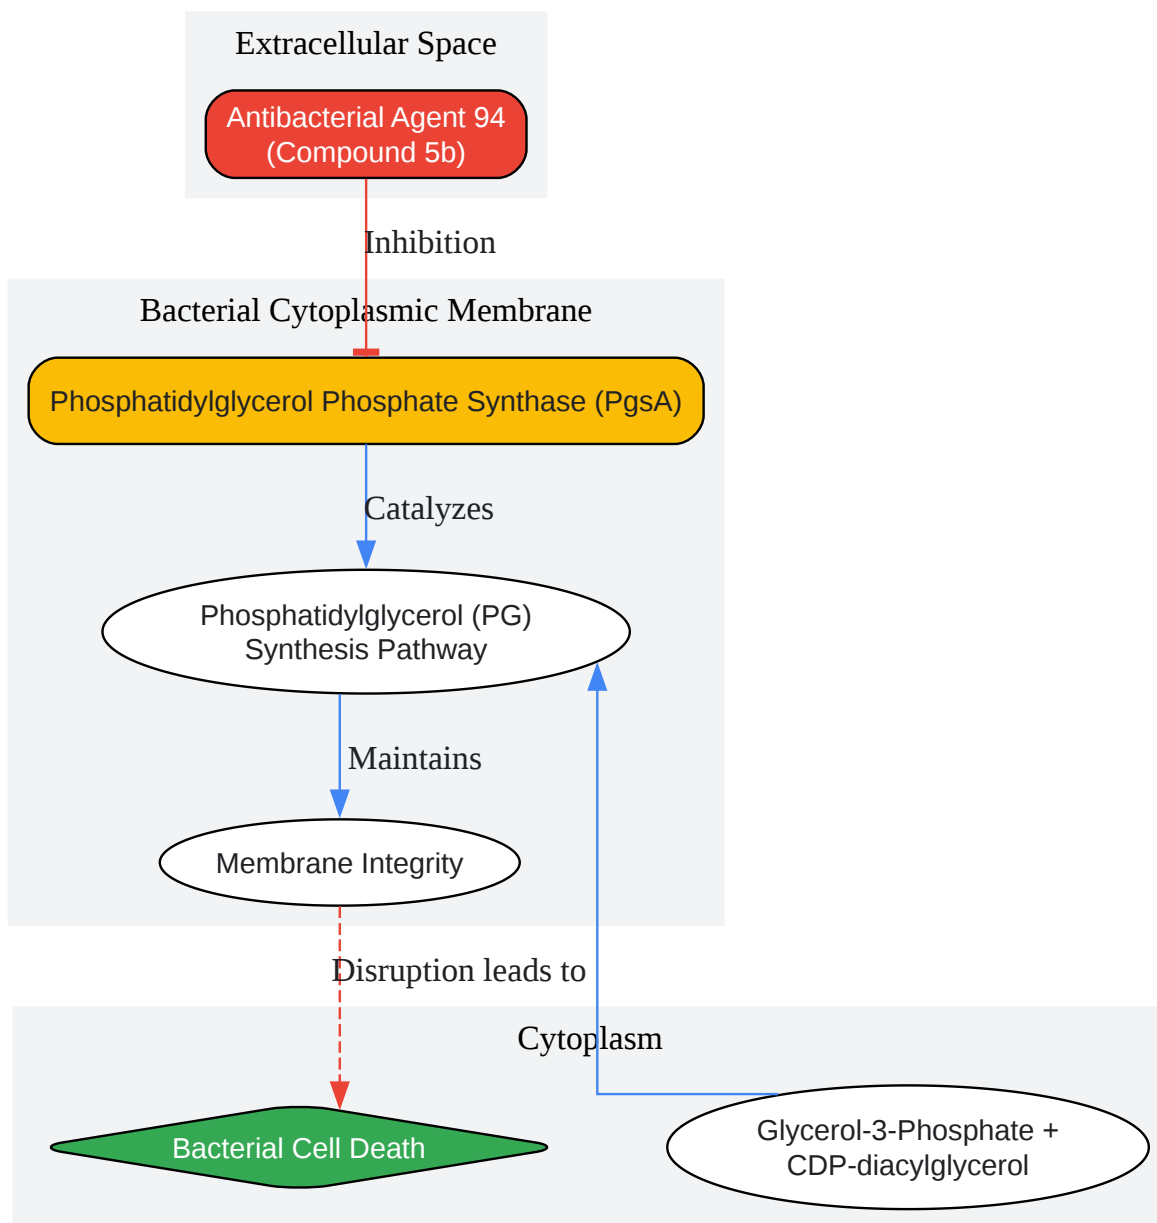 Extracellular Space
Antibacterial Agent 94
(Compound 5b)
Inhibition
Bacterial Cytoplasmic Membrane
Phosphatidylglycerol Phosphate Synthase (PgsA)
Catalyzes
Phosphatidylglycerol (PG)
Synthesis Pathway
Maintains
Membrane Integrity
Disruption leads to
Cytoplasm
Bacterial Cell Death
Glycerol-3-Phosphate +
CDP-diacylglycerol